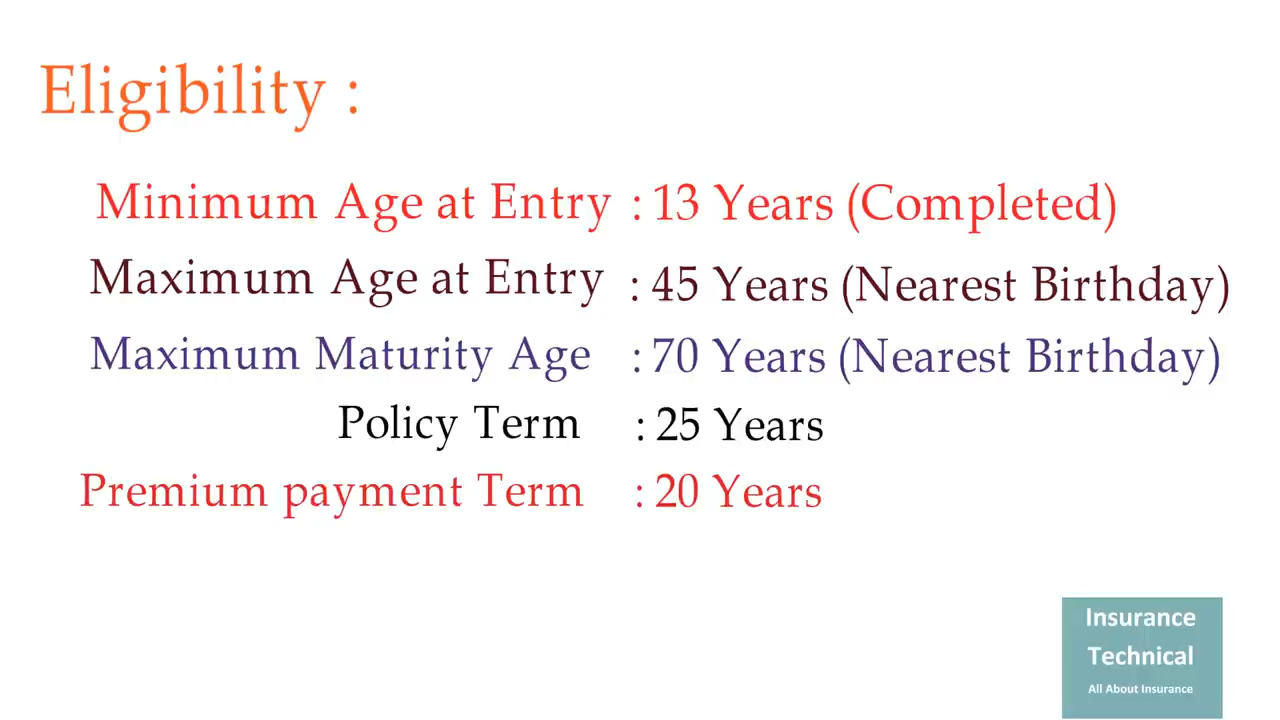 Eligibility :
Minimum Age at Entry : 13 Years (Completed)
Maximum Age at Entry : 45 Years (Nearest Birthday)
Maximum Maturity Age : 70 Years (Nearest Birthday)
Policy Term : 25 Years
Premium payment Term : 20 Years
Insurance
Technical
All About Insurance